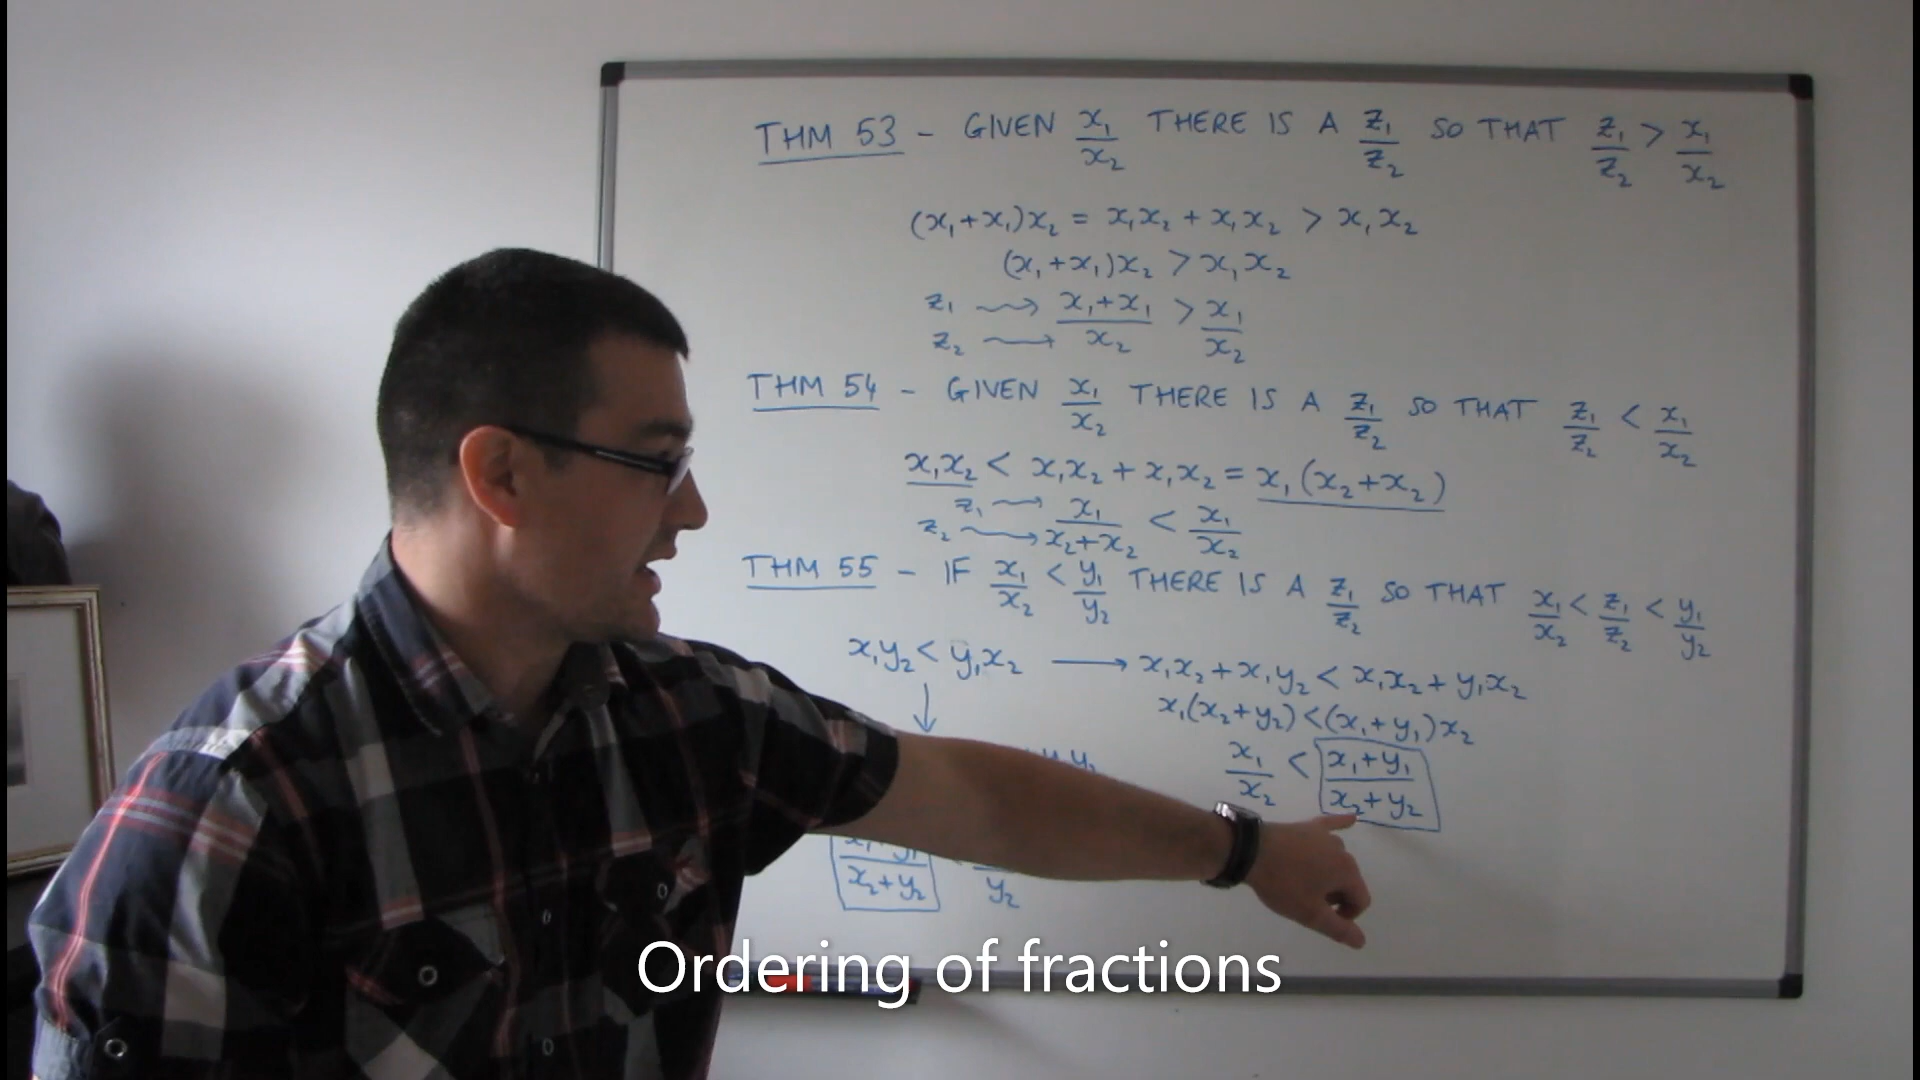 THM 53 - GIVEN x₁/x₂ THERE IS A z₁/z₂ SO THAT z₁/z₂ > x₁/x₂
(x₁+x₁)x₂ = x₁x₂ + x₁x₂ > x₁x₂
(x₁+x₁)x₂ > x₁x₂
z₁ → x₁+x₁ > x₁
z₂ → x₂ x₂
THM 54 - GIVEN x₁/x₂ THERE IS A z₁/z₂ SO THAT z₁/z₂ < x₁/x₂
x₁x₂ < x₁x₂ + x₁x₂ = x₁(x₂+x₂)
z₁ → x₁ < x₁
z₂ → x₂+x₂ x₂
THM 55 - IF x₁/x₂ < y₁/y₂ THERE IS A z₁/z₂ SO THAT x₁/x₂ < z₁/z₂ < y₁/y₂
x₁y₂ < y₁x₂ → x₁x₂ + x₁y₂ < x₁x₂ + y₁x₂
↓ x₁(x₂+y₂) < (x₁+y₁)x₂
x₁/x₂ < (x₁+y₁)/(x₂+y₂)
x₂+y₂ y₂
Ordering of fractions